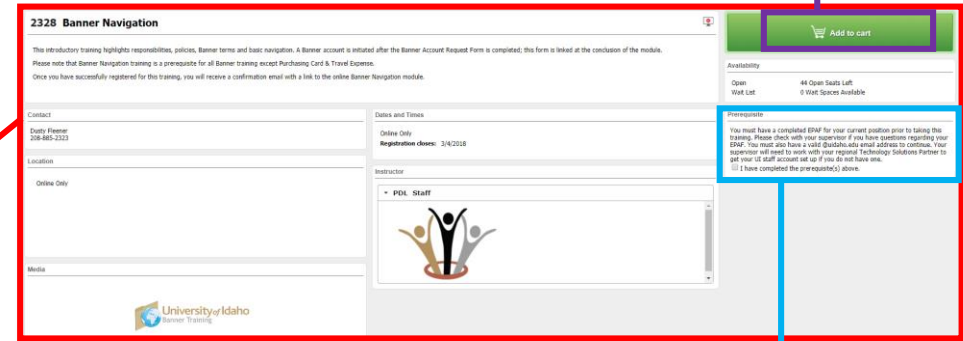 2328 Banner Navigation
This introductory training highlights responsibilities, policies, Banner terms and basic navigation. A Banner account is initiated after the Banner Account Request Form is completed; this form is linked at the conclusion of the module.
Please note that Banner Navigation training is a prerequisite for all Banner training except Purchasing Card & Travel Expense.
Once you have successfully registered for this training, you will receive a confirmation email with a link to the online Banner Navigation module.
Add to cart
Availability
Open 44 Open Seats Left
Wait List 0 Wait Spaces Available
Contact
Dusty Fleener
208-885-2323
Dates and Times
Online Only
Registration closes: 3/4/2018
Prerequisite
You must have a completed EPAF for your current position prior to taking this
training. Please check with your supervisor if you have questions regarding your
EPAF. You must also have a valid @uidaho.edu email address to continue. Your
supervisor will need to work with your regional Technology Solutions Partner to
get your UI staff account set up if you do not have one.
I have completed the prerequisite(s) above.
Location
Online Only
Instructor
PDL Staff
Media
University of Idaho
Banner Training